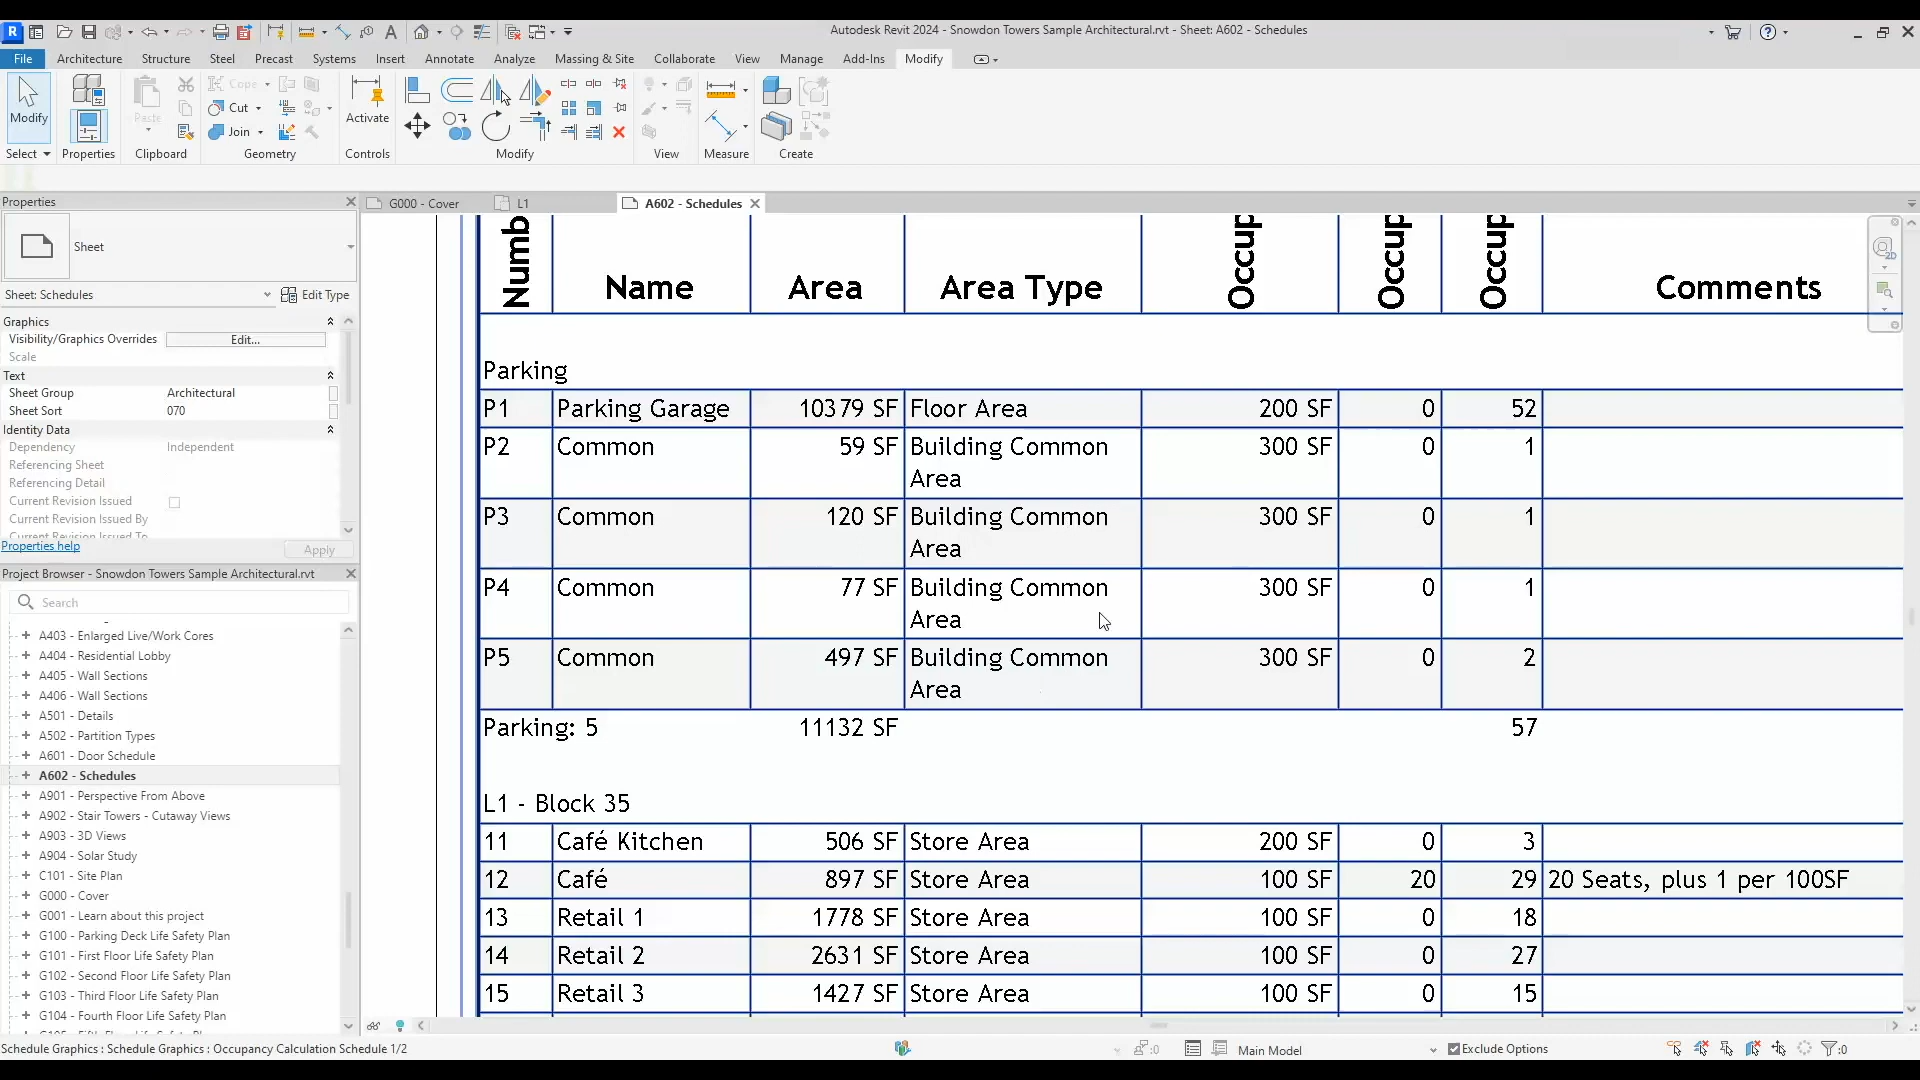 Autodesk Revit 2024 - Snowdon Towers Sample Architectural.rvt - Sheet: A602 - Schedules
File Architecture Structure Steel Precast Systems Insert Annotate Analyze Massing & Site Collaborate View Manage Add-Ins Modify
Modify
Paste
Cope
Cut
Join
Activate
Select Properties Clipboard Geometry Controls Modify View Measure Create
Properties
G000 - Cover L1 A602 - Schedules
Sheet
Sheet: Schedules Edit Type
Graphics
Visibility/Graphics Overrides Edit...
Scale
Text
Sheet Group Architectural
Sheet Sort 070
Identity Data
Dependency Independent
Referencing Sheet
Referencing Detail
Current Revision Issued
Current Revision Issued By
Current Revision Issued To
Properties help Apply
Project Browser - Snowdon Towers Sample Architectural.rvt
Search
A403 - Enlarged Live/Work Cores
A404 - Residential Lobby
A405 - Wall Sections
A406 - Wall Sections
A501 - Details
A502 - Partition Types
A601 - Door Schedule
A602 - Schedules
A901 - Perspective From Above
A902 - Stair Towers - Cutaway Views
A903 - 3D Views
A904 - Solar Study
C101 - Site Plan
G000 - Cover
G001 - Learn about this project
G100 - Parking Deck Life Safety Plan
G101 - First Floor Life Safety Plan
G102 - Second Floor Life Safety Plan
G103 - Third Floor Life Safety Plan
G104 - Fourth Floor Life Safety Plan
Numb Name Area Area Type Occup Occup Occup Comments
Parking
P1 Parking Garage 10379 SF Floor Area 200 SF 0 52
P2 Common 59 SF Building Common Area 300 SF 0 1
P3 Common 120 SF Building Common Area 300 SF 0 1
P4 Common 77 SF Building Common Area 300 SF 0 1
P5 Common 497 SF Building Common Area 300 SF 0 2
Parking: 5 11132 SF 57
L1 - Block 35
11 Café Kitchen 506 SF Store Area 200 SF 0 3
12 Café 897 SF Store Area 100 SF 20 29 20 Seats, plus 1 per 100SF
13 Retail 1 1778 SF Store Area 100 SF 0 18
14 Retail 2 2631 SF Store Area 100 SF 0 27
15 Retail 3 1427 SF Store Area 100 SF 0 15
Schedule Graphics : Schedule Graphics : Occupancy Calculation Schedule 1/2 :0 Main Model Exclude Options :0